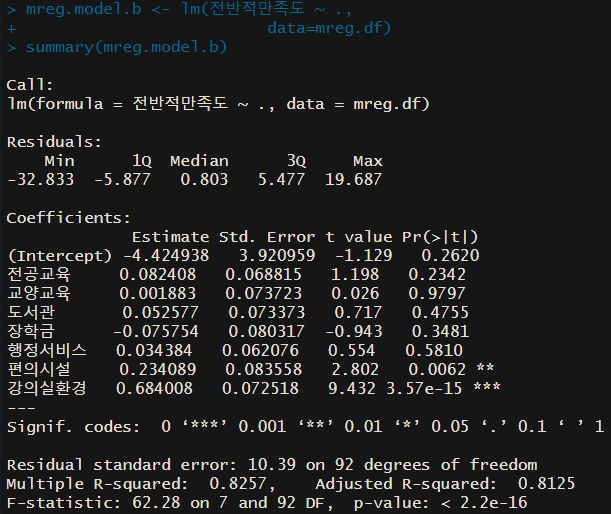 > mreg.model.b <- lm(전반적만족도 ~ .,
+                    data=mreg.df)
> summary(mreg.model.b)

Call:
lm(formula = 전반적만족도 ~ ., data = mreg.df)

Residuals:
    Min      1Q  Median      3Q     Max
-32.833  -5.877   0.803   5.477  19.687

Coefficients:
             Estimate Std. Error t value Pr(>|t|)
(Intercept) -4.424938   3.920959  -1.129   0.2620
전공교육     0.082408   0.068815   1.198   0.2342
교양교육     0.001883   0.073723   0.026   0.9797
도서관       0.052577   0.073373   0.717   0.4755
장학금      -0.075754   0.080317  -0.943   0.3481
행정서비스   0.034384   0.062076   0.554   0.5810
편의시설     0.234089   0.083558   2.802   0.0062 **
강의실환경   0.684008   0.072518   9.432 3.57e-15 ***
---
Signif. codes:  0 ‘***’ 0.001 ‘**’ 0.01 ‘*’ 0.05 ‘.’ 0.1 ‘ ’ 1

Residual standard error: 10.39 on 92 degrees of freedom
Multiple R-squared:  0.8257,    Adjusted R-squared:  0.8125
F-statistic: 62.28 on 7 and 92 DF,  p-value: < 2.2e-16